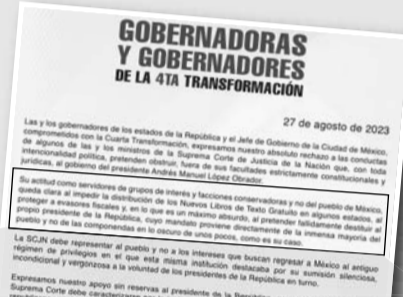 GOBERNADORAS
Y GOBERNADORES
DE LA 4TA TRANSFORMACIÓN
27 de agosto de 2023
Las y los gobernadores de los estados de la República y el Jefe de Gobierno de la Ciudad de México,
comprometidos con la Cuarta Transformación, expresamos nuestro absoluto rechazo a las conductas
de algunos de las y los ministros de la Suprema Corte de Justicia de la Nación que, con toda
intencionalidad política, pretenden obstruir, fuera de sus facultades estrictamente constitucionales y
jurídicas, al gobierno del presidente Andrés Manuel López Obrador.
Su actitud como servidores de grupos de interés y facciones conservadoras y no del pueblo de México,
queda clara al impedir la distribución de los Nuevos Libros de Texto Gratuito en algunos estados, al
proteger a evasores fiscales y, en lo que es un máximo absurdo, al pretender fallidamente destituir al
propio presidente de la República, cuyo mandato proviene directamente de la inmensa mayoría del
pueblo y no de las componendas en lo oscuro de unos pocos, como es su caso.
La SCJN debe representar al pueblo y no a los intereses que buscan regresar a México al antiguo
régimen de privilegios en el que esta misma institución destacaba por su sumisión silenciosa,
incondicional y vergonzosa a la voluntad de los presidentes de la República en turno.
Expresamos nuestro apoyo sin reservas al presidente de la
Suprema Corte debe caracterizarse